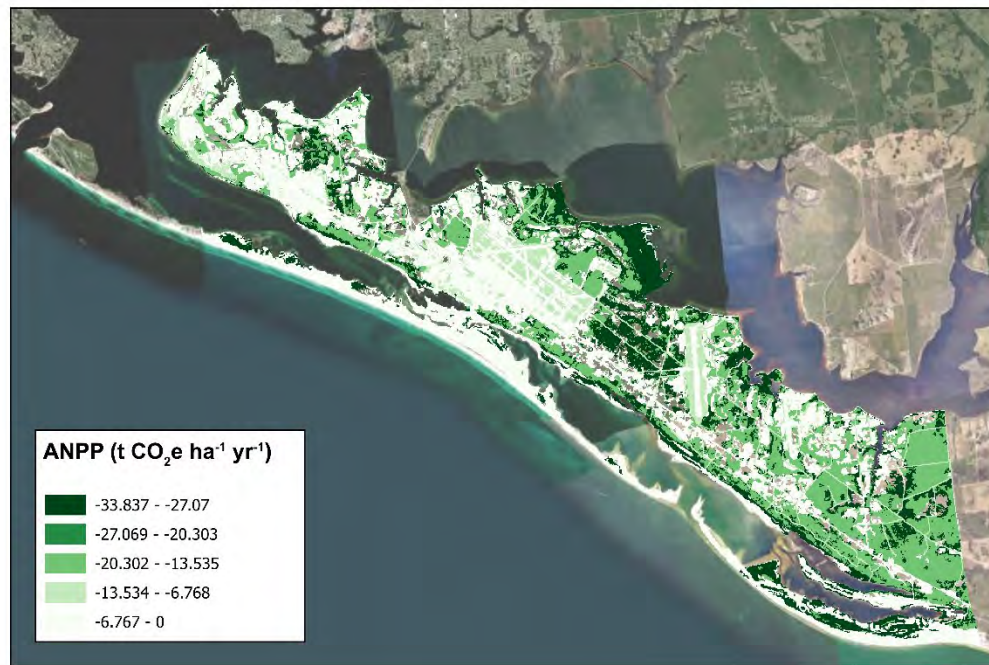 ANPP (t CO₂e ha⁻¹ yr⁻¹)
-33.837 - -27.07
-27.069 - -20.303
-20.302 - -13.535
-13.534 - -6.768
-6.767 - 0